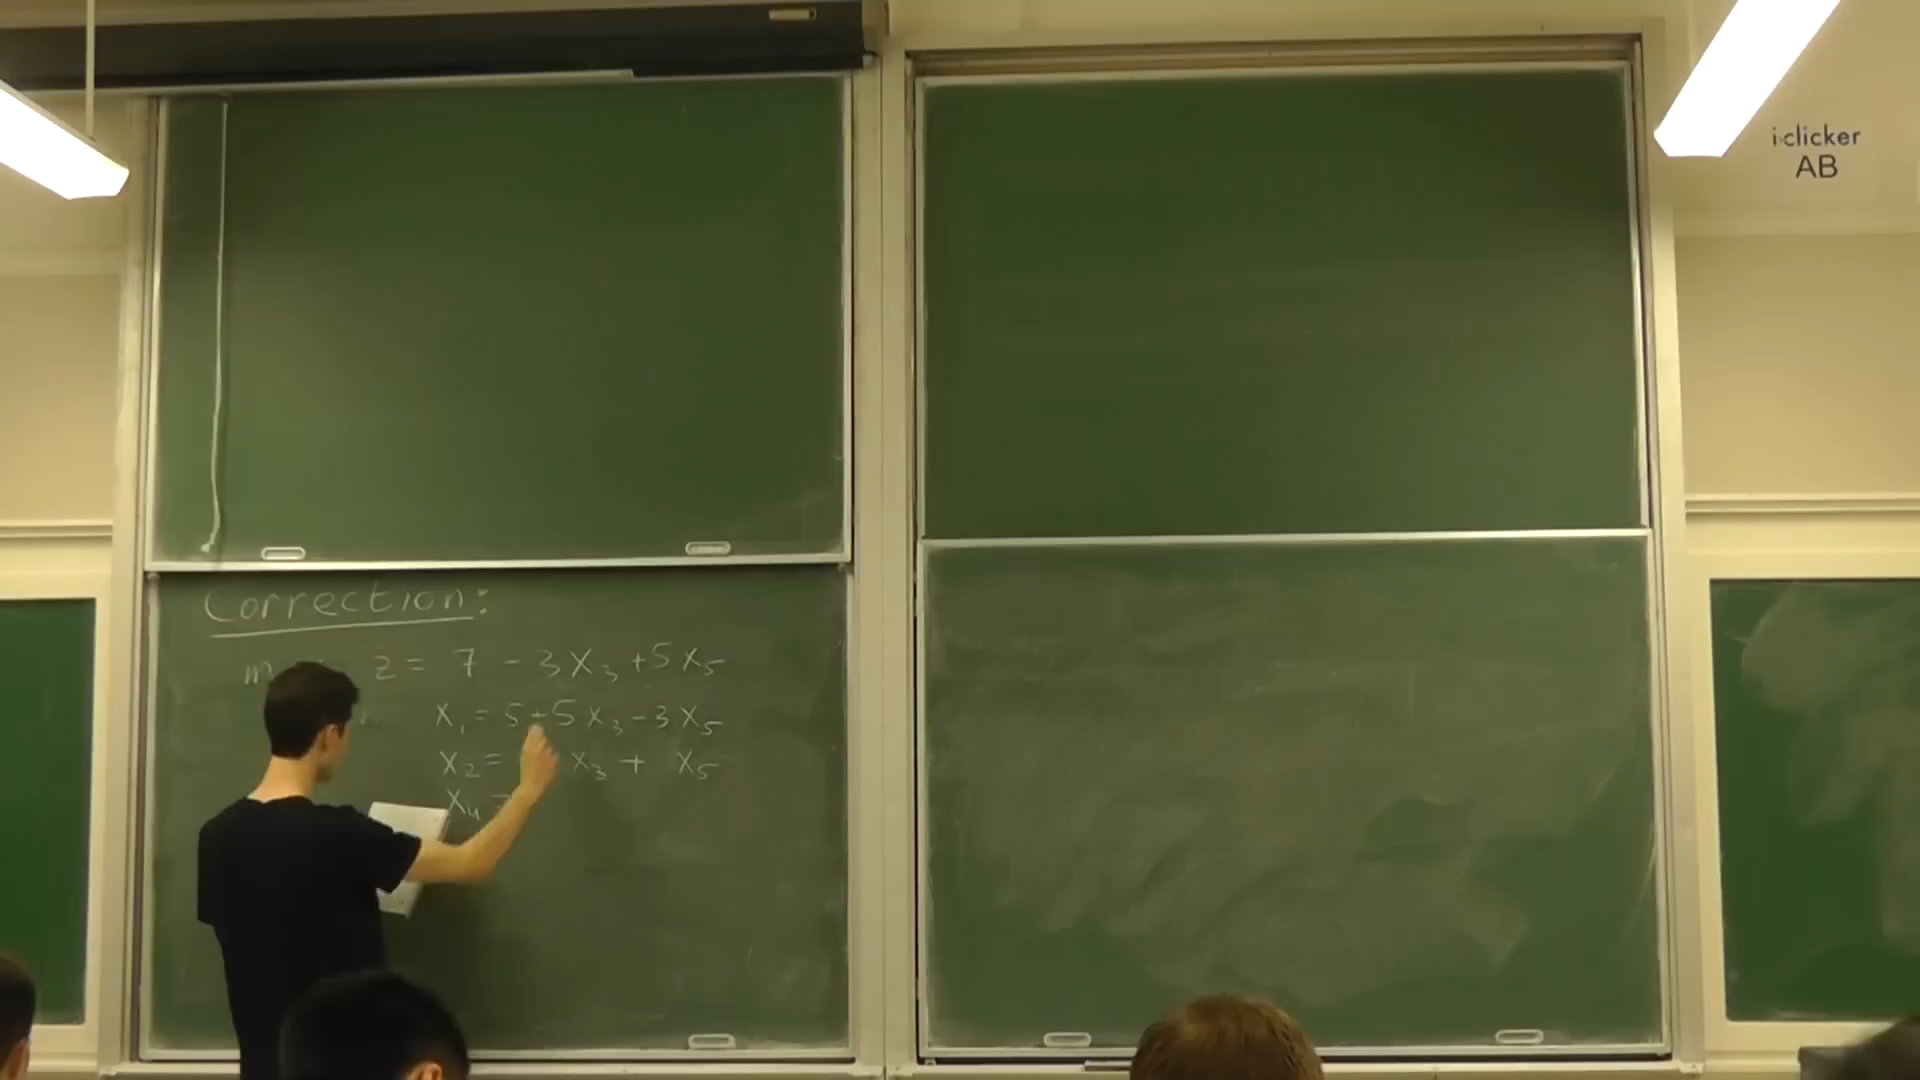 Correction:
z = 7 - 3x₃ + 5x₅
x₁ = 5 + 5x₃ - 3x₅
x₂ = x₃ + x₅
x₄ =
i>clicker
AB